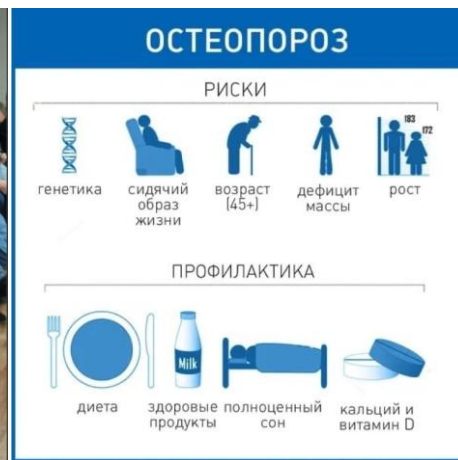 ОСТЕОПОРОЗ
РИСКИ
183
172
генетика
сидячий
образ
жизни
возраст
(45+)
дефицит
массы
рост
ПРОФИЛАКТИКА
Milk
диета
здоровые
продукты
полноценный
сон
кальций и
витамин D